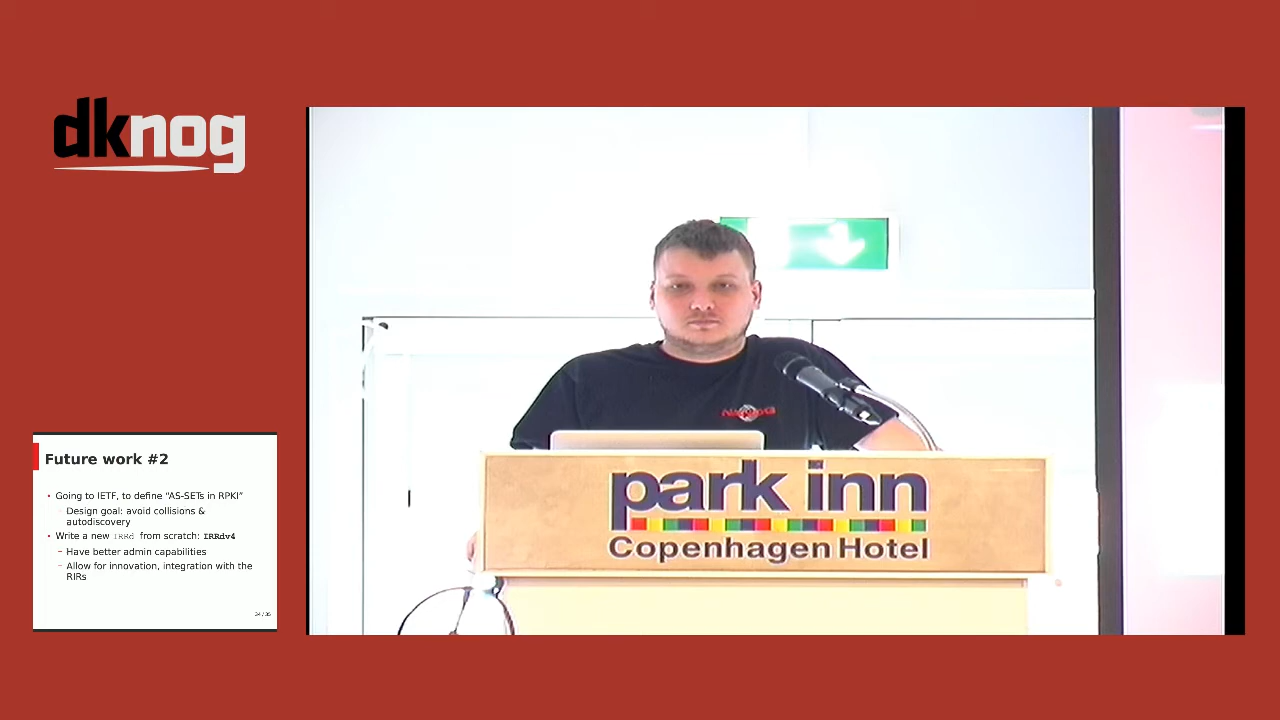 dknog
Future work #2
• Going to IETF, to define “AS-SETs in RPKI”
– Design goal: avoid collisions &
autodiscovery
• Write a new IRRd from scratch: IRRdv4
– Have better admin capabilities
– Allow for innovation, integration with the
RIRs
park inn
Copenhagen Hotel